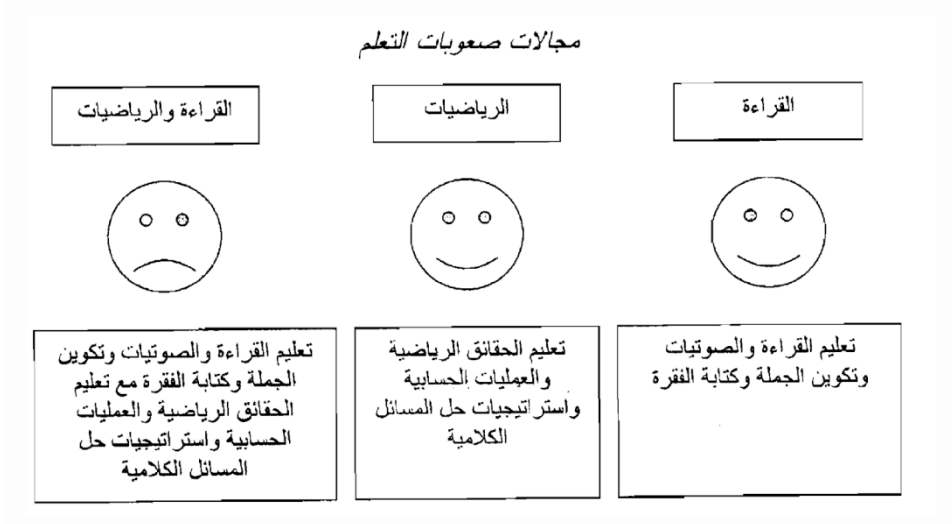 مجالات صعوبات التعلم
القراءة
الرياضيات
القراءة والرياضيات
تعليم القراءة والصوتيات
وتكوين الجملة وكتابة الفقرة
تعليم الحقائق الرياضية
والعمليات الحسابية
واستراتيجيات حل المسائل
الكلامية
تعليم القراءة والصوتيات وتكوين
الجملة وكتابة الفقرة مع تعليم
الحقائق الرياضية والعمليات
الحسابية واستراتيجيات حل
المسائل الكلامية